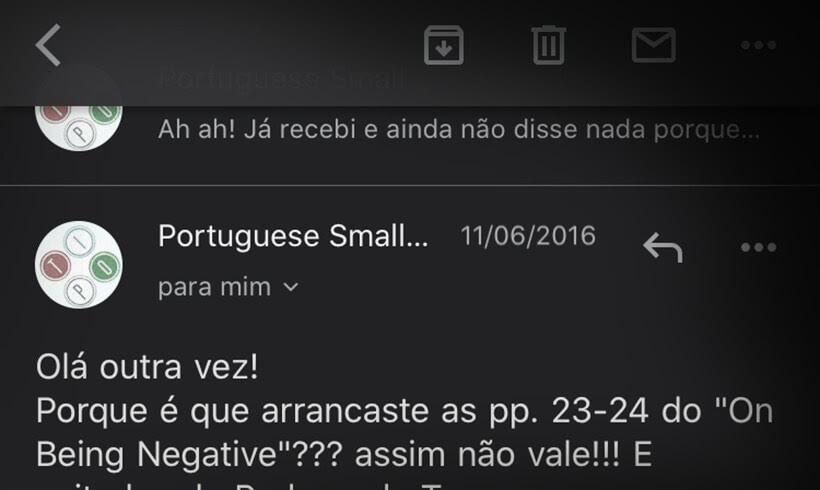 Portuguese Small
Ah ah! Já recebi e ainda não disse nada porque...
Portuguese Small... 11/06/2016
para mim
Olá outra vez!
Porque é que arrancaste as pp. 23-24 do "On
Being Negative"??? assim não vale!!! E